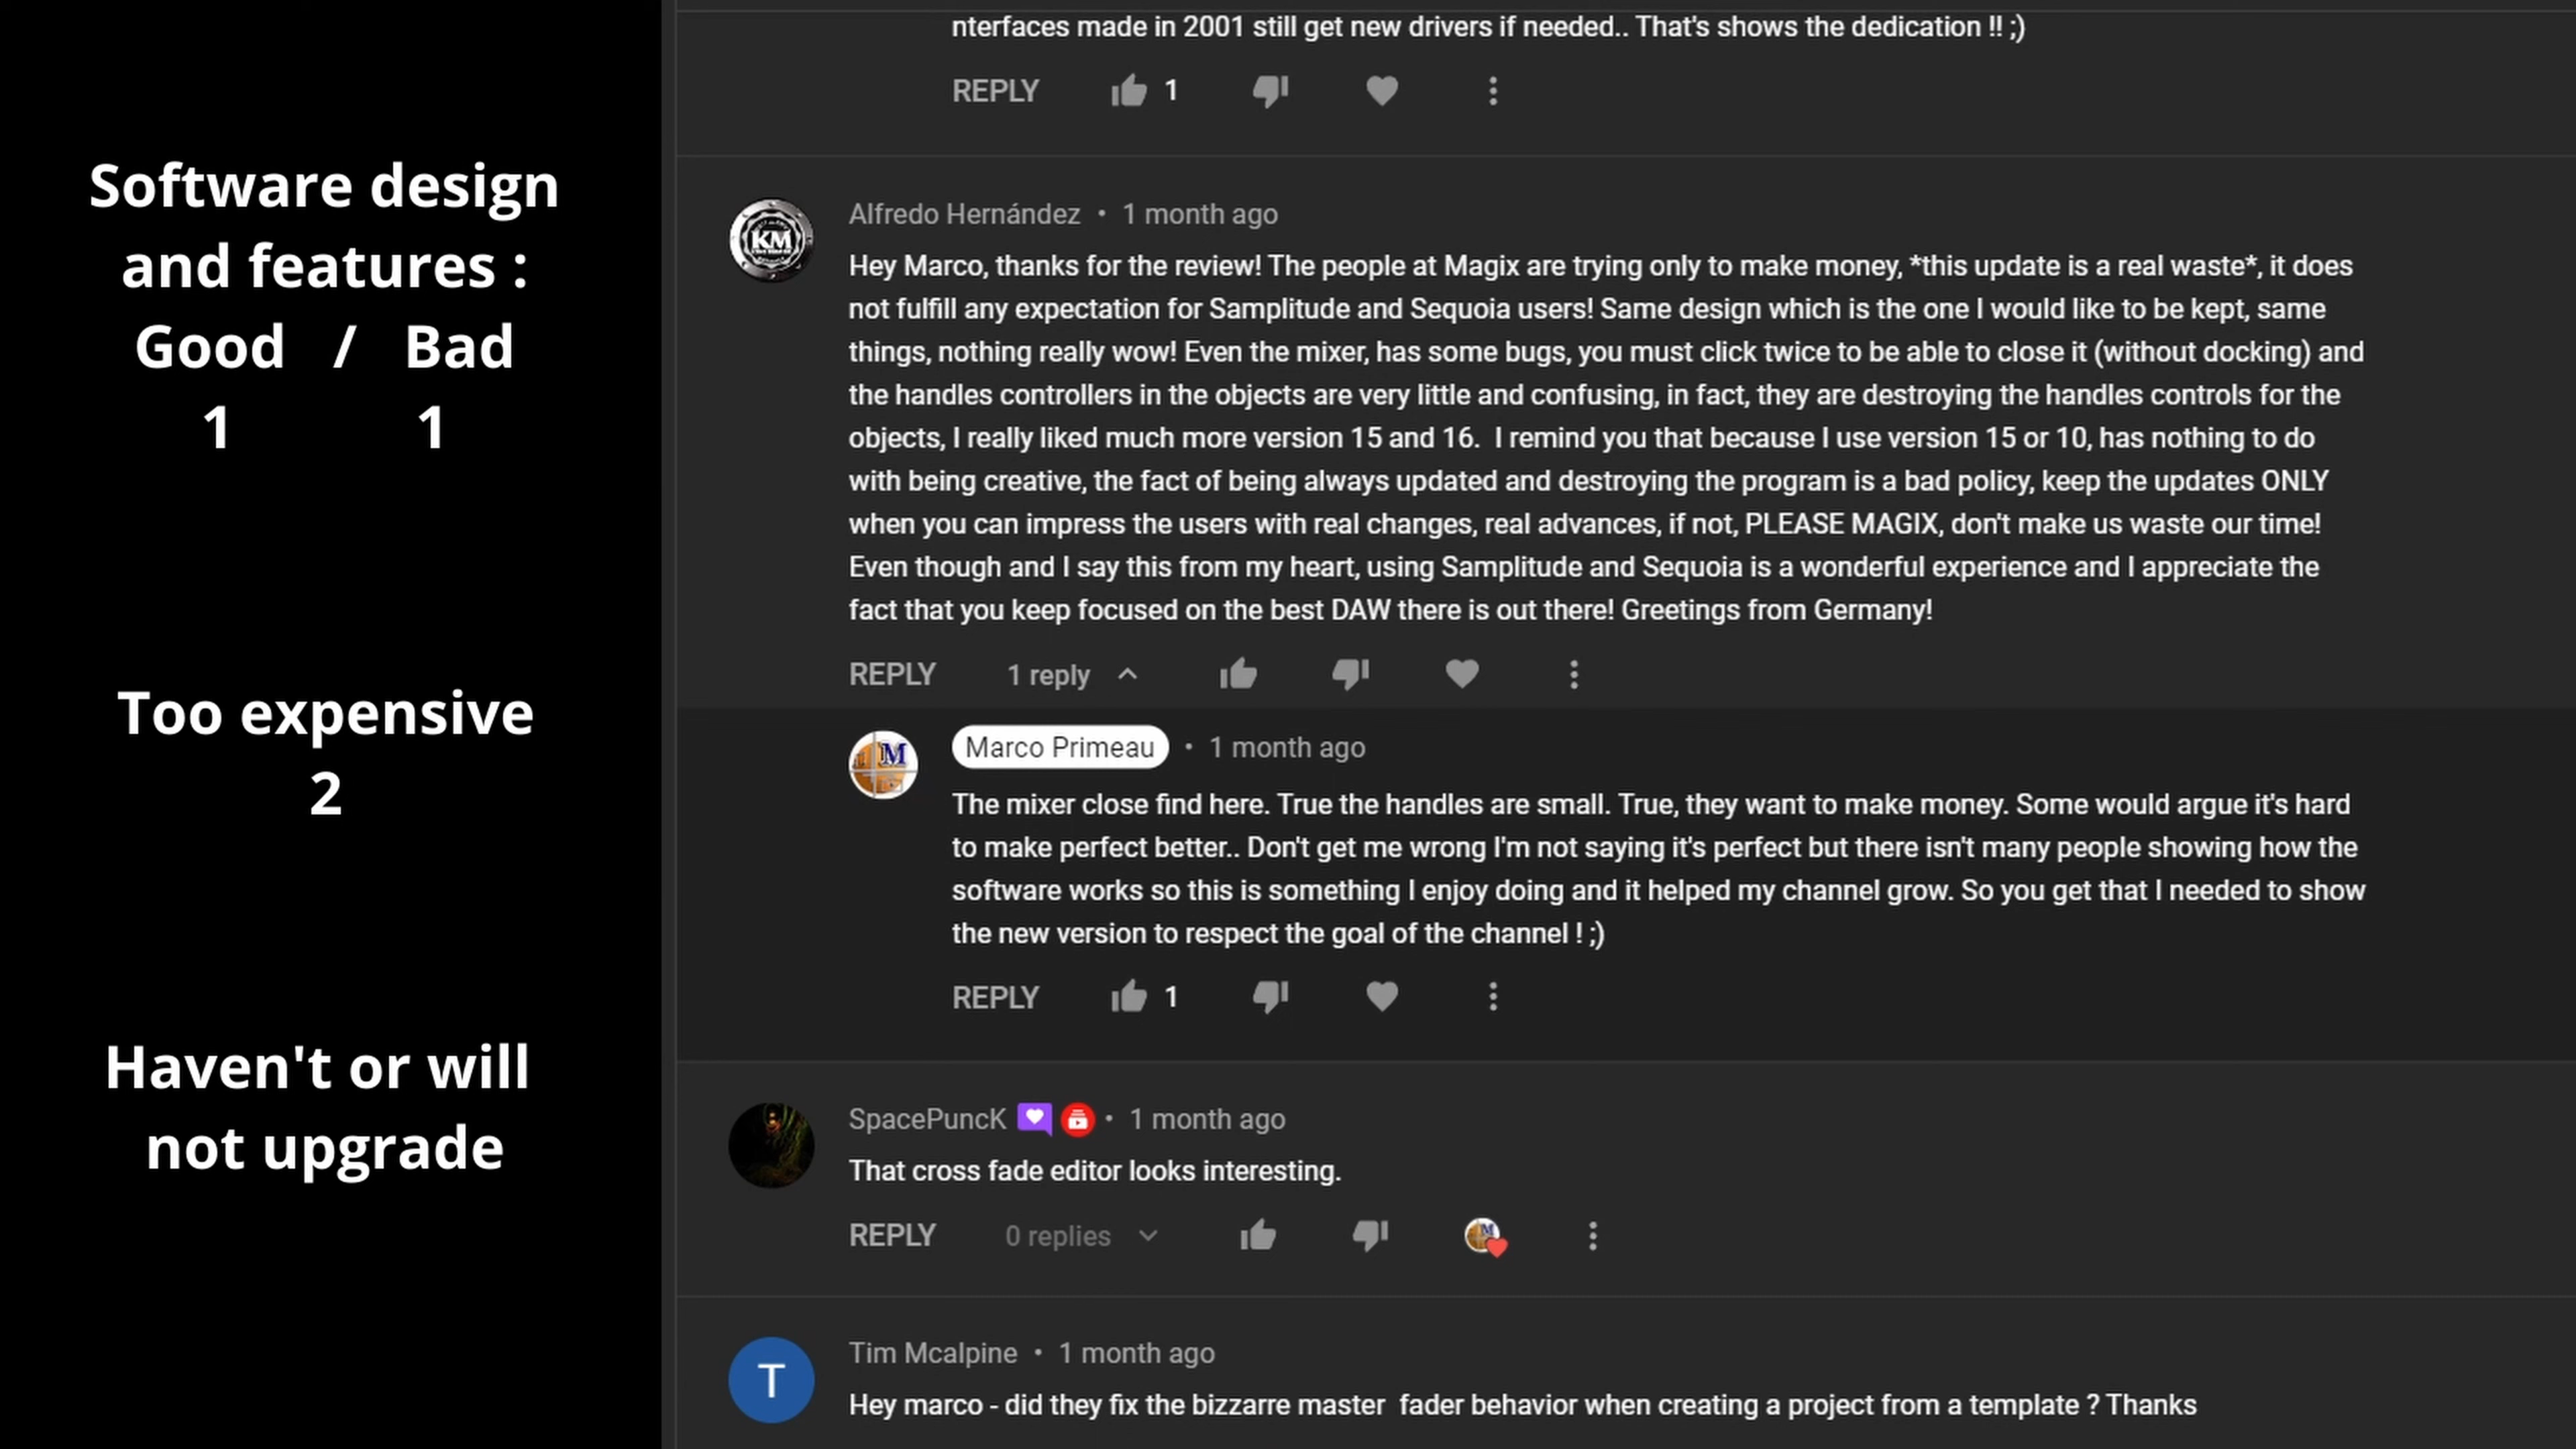 Software design
and features :
Good / Bad
1 1
Too expensive
2
Haven't or will
not upgrade
nterfaces made in 2001 still get new drivers if needed.. That's shows the dedication !! ;)
REPLY 1
KM
Alfredo Hernández • 1 month ago
Hey Marco, thanks for the review! The people at Magix are trying only to make money, *this update is a real waste*, it does
not fulfill any expectation for Samplitude and Sequoia users! Same design which is the one I would like to be kept, same
things, nothing really wow! Even the mixer, has some bugs, you must click twice to be able to close it (without docking) and
the handles controllers in the objects are very little and confusing, in fact, they are destroying the handles controls for the
objects, I really liked much more version 15 and 16.  I remind you that because I use version 15 or 10, has nothing to do
with being creative, the fact of being always updated and destroying the program is a bad policy, keep the updates ONLY
when you can impress the users with real changes, real advances, if not, PLEASE MAGIX, don't make us waste our time!
Even though and I say this from my heart, using Samplitude and Sequoia is a wonderful experience and I appreciate the
fact that you keep focused on the best DAW there is out there! Greetings from Germany!
REPLY 1 reply
M
Marco Primeau • 1 month ago
The mixer close find here. True the handles are small. True, they want to make money. Some would argue it's hard
to make perfect better.. Don't get me wrong I'm not saying it's perfect but there isn't many people showing how the
software works so this is something I enjoy doing and it helped my channel grow. So you get that I needed to show
the new version to respect the goal of the channel ! ;)
REPLY 1
SpacePuncK • 1 month ago
That cross fade editor looks interesting.
REPLY 0 replies
M
T
Tim Mcalpine • 1 month ago
Hey marco - did they fix the bizzarre master  fader behavior when creating a project from a template ? Thanks